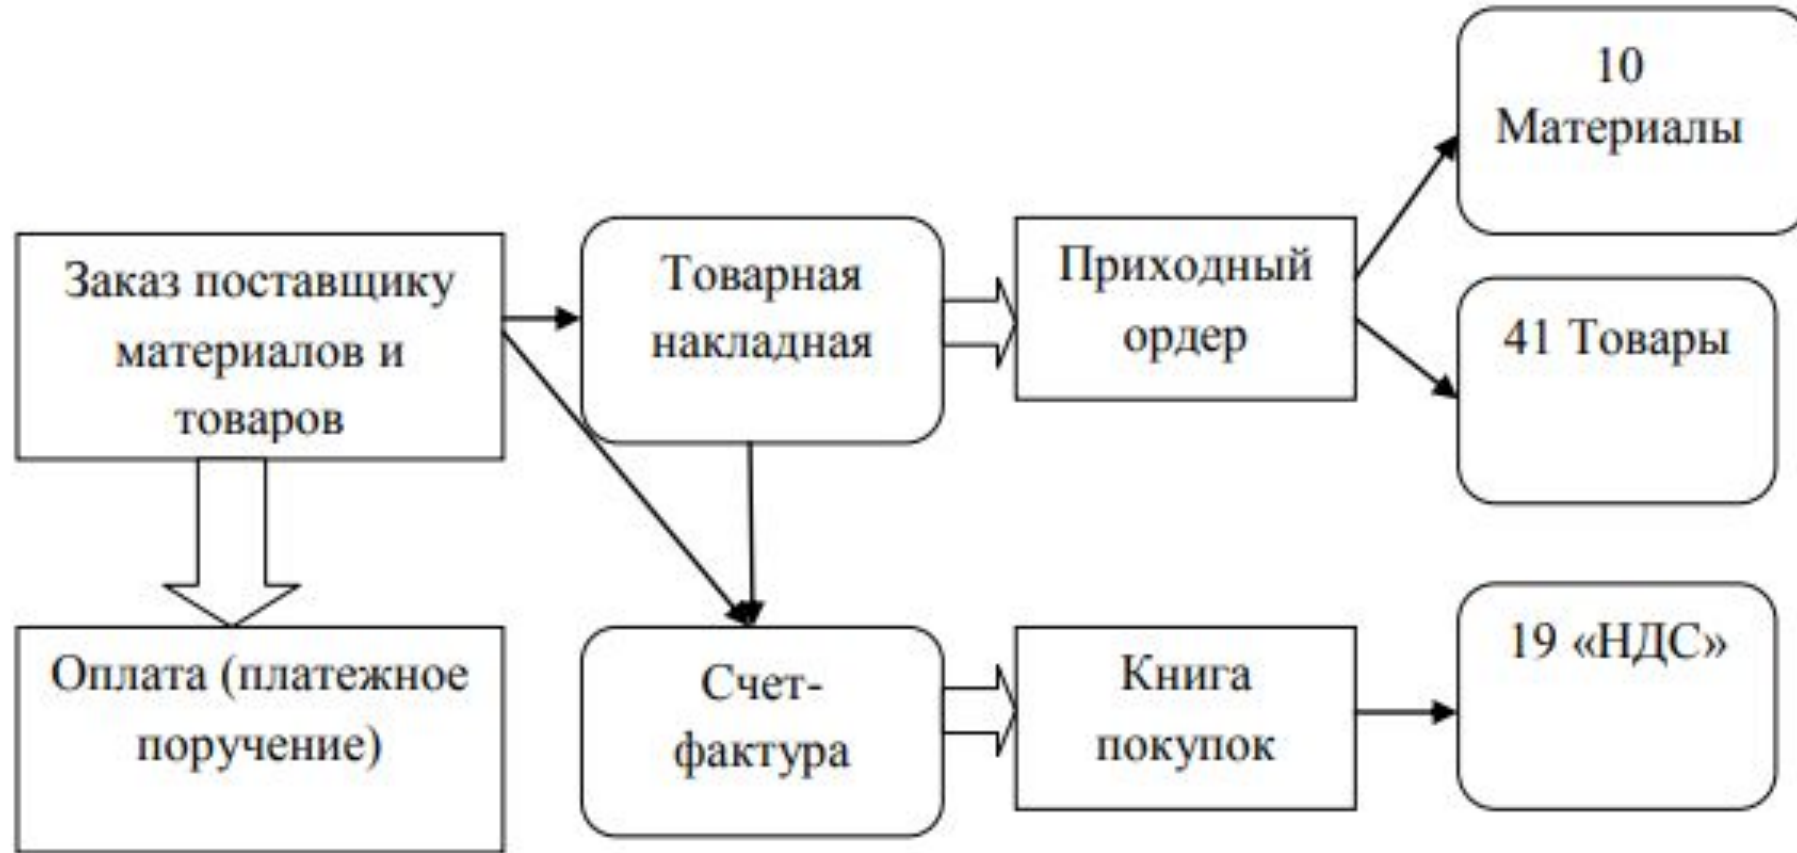 Заказ поставщику
материалов и
товаров
Товарная
накладная
Приходный
ордер
10
Материалы
41 Товары
Оплата (платежное
поручение)
Счет-
фактура
Книга
покупок
19 «НДС»